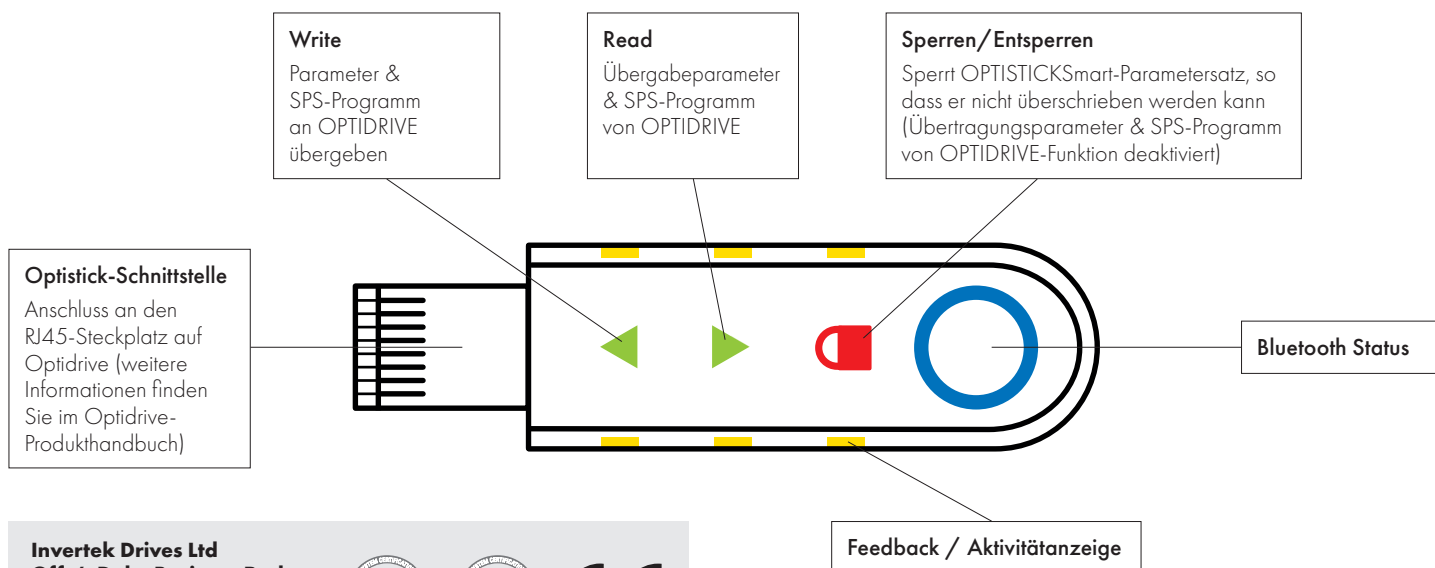 Write
Parameter &
SPS-Programm
an OPTIDRIVE
übergeben
Read
Übergabeparameter
& SPS-Programm
von OPTIDRIVE
Sperren/Entsperren
Sperrt OPTISTICKSmart-Parametersatz, so
dass er nicht überschrieben werden kann
(Übertragungsparameter & SPS-Programm
von OPTIDRIVE-Funktion deaktiviert)
Optistick-Schnittstelle
Anschluss an den
RJ45-Steckplatz auf
Optidrive (weitere
Informationen finden
Sie im Optidrive-
Produkthandbuch)
Bluetooth Status
Feedback / Aktivitätanzeige
Invertek Drives Ltd